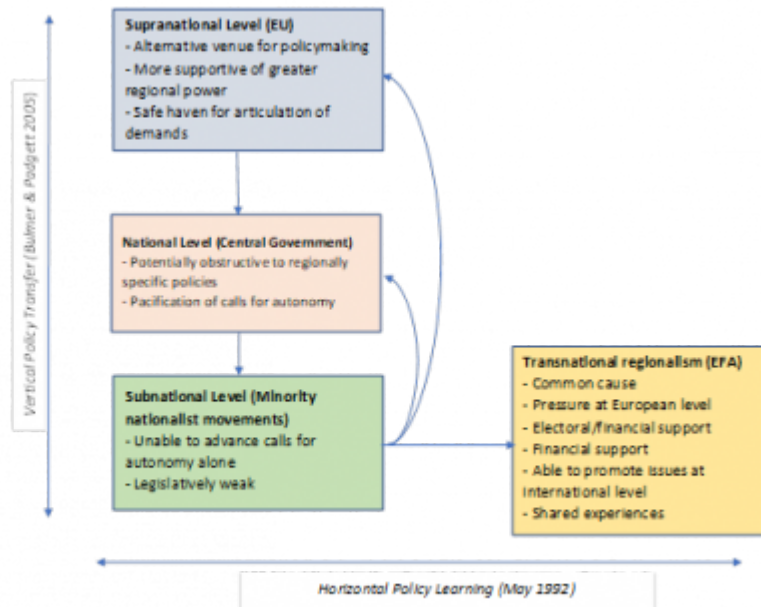 Supranational Level (EU)
- Alternative venue for policymaking
- More supportive of greater
regional power
- Safe haven for articulation of
demands
Vertical Policy Transfer (Bulmer & Padgett 2005)
National Level (Central Government)
- Potentially obstructive to regionally
specific policies
- Pacification of calls for autonomy
Subnational Level (Minority
nationalist movements)
- Unable to advance calls for
autonomy alone
- Legislatively weak
Transnational regionalism (EFA)
- Common cause
- Pressure at European level
- Electoral/financial support
- Financial support
- Able to promote issues at
International level
- Shared experiences
Horizontal Policy Learning (May 1992)